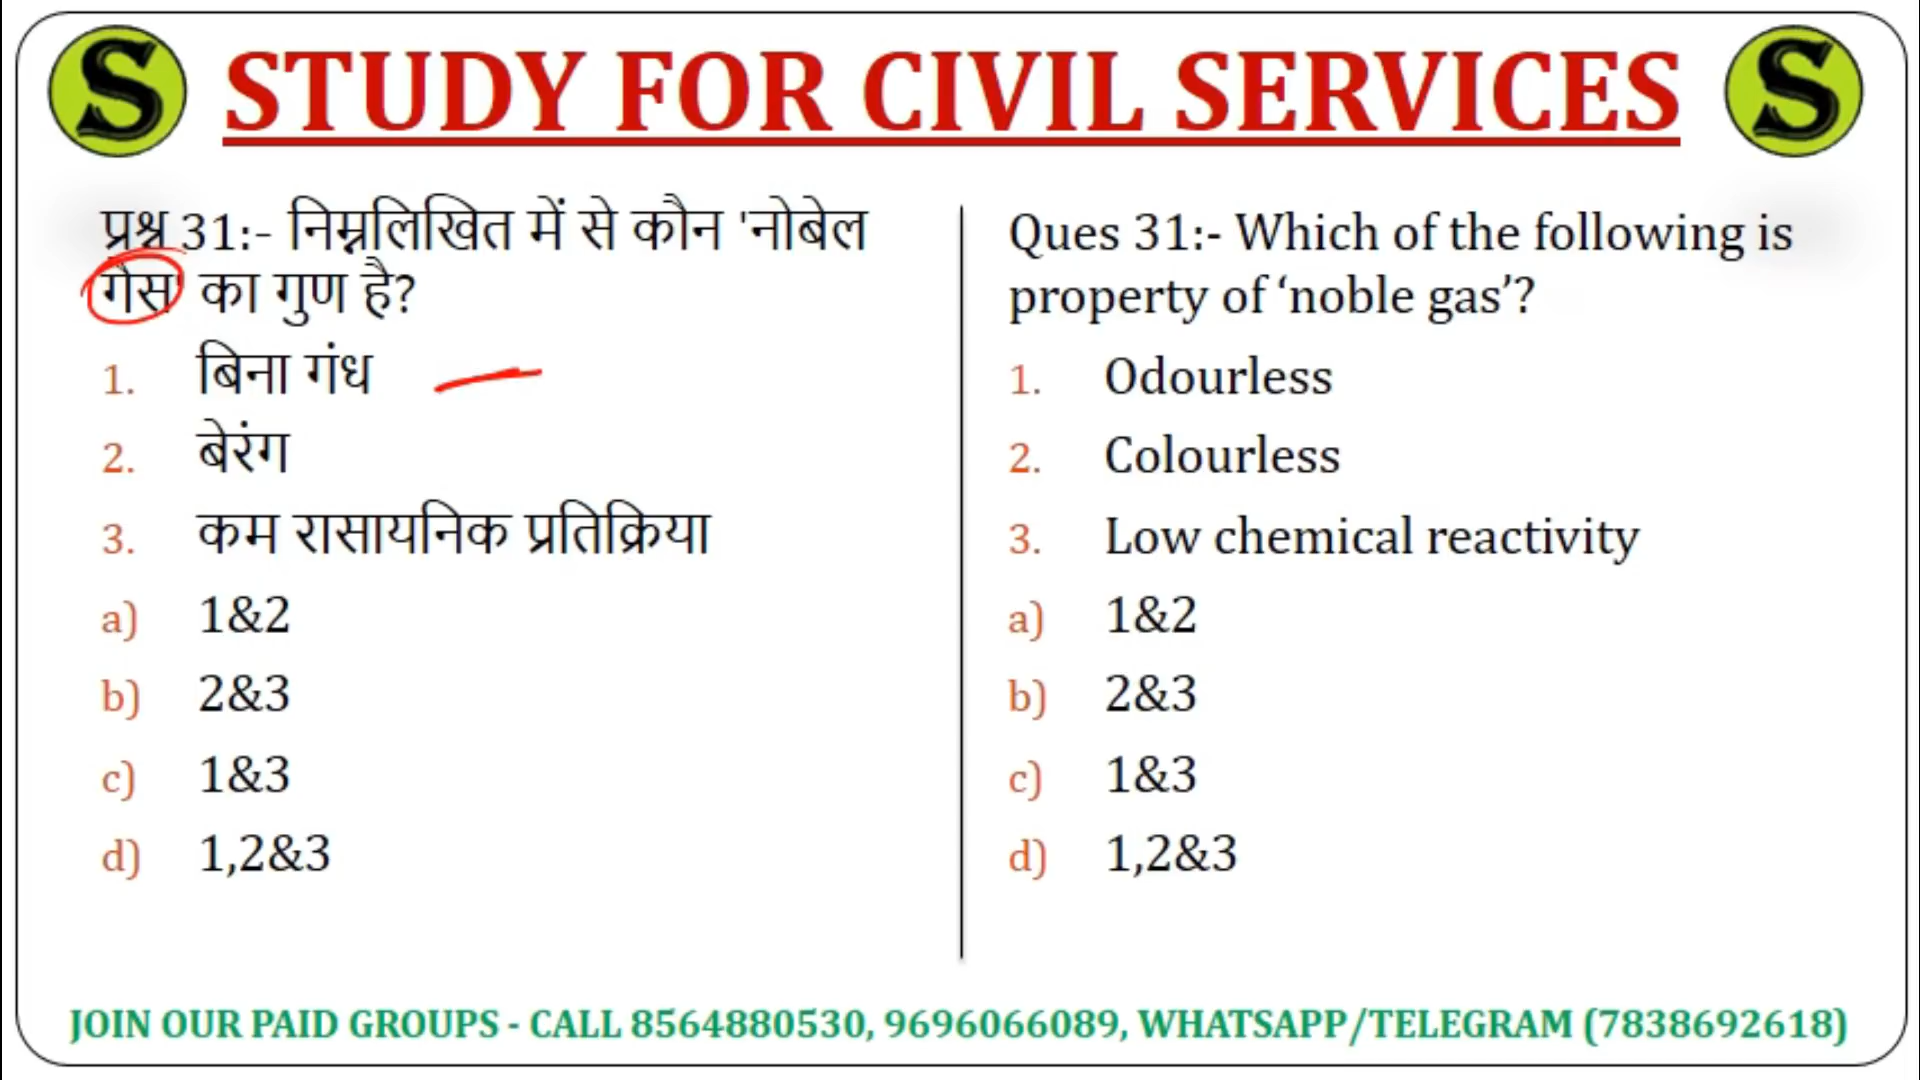 S STUDY FOR CIVIL SERVICES S
प्रश्न 31:- निम्नलिखित में से कौन 'नोबेल
गैस' का गुण है?
1. बिना गंध
2. बेरंग
3. कम रासायनिक प्रतिक्रिया
a) 1&2
b) 2&3
c) 1&3
d) 1,2&3
Ques 31:- Which of the following is
property of ‘noble gas’?
1. Odourless
2. Colourless
3. Low chemical reactivity
a) 1&2
b) 2&3
c) 1&3
d) 1,2&3
JOIN OUR PAID GROUPS - CALL 8564880530, 9696066089, WHATSAPP/TELEGRAM (7838692618)